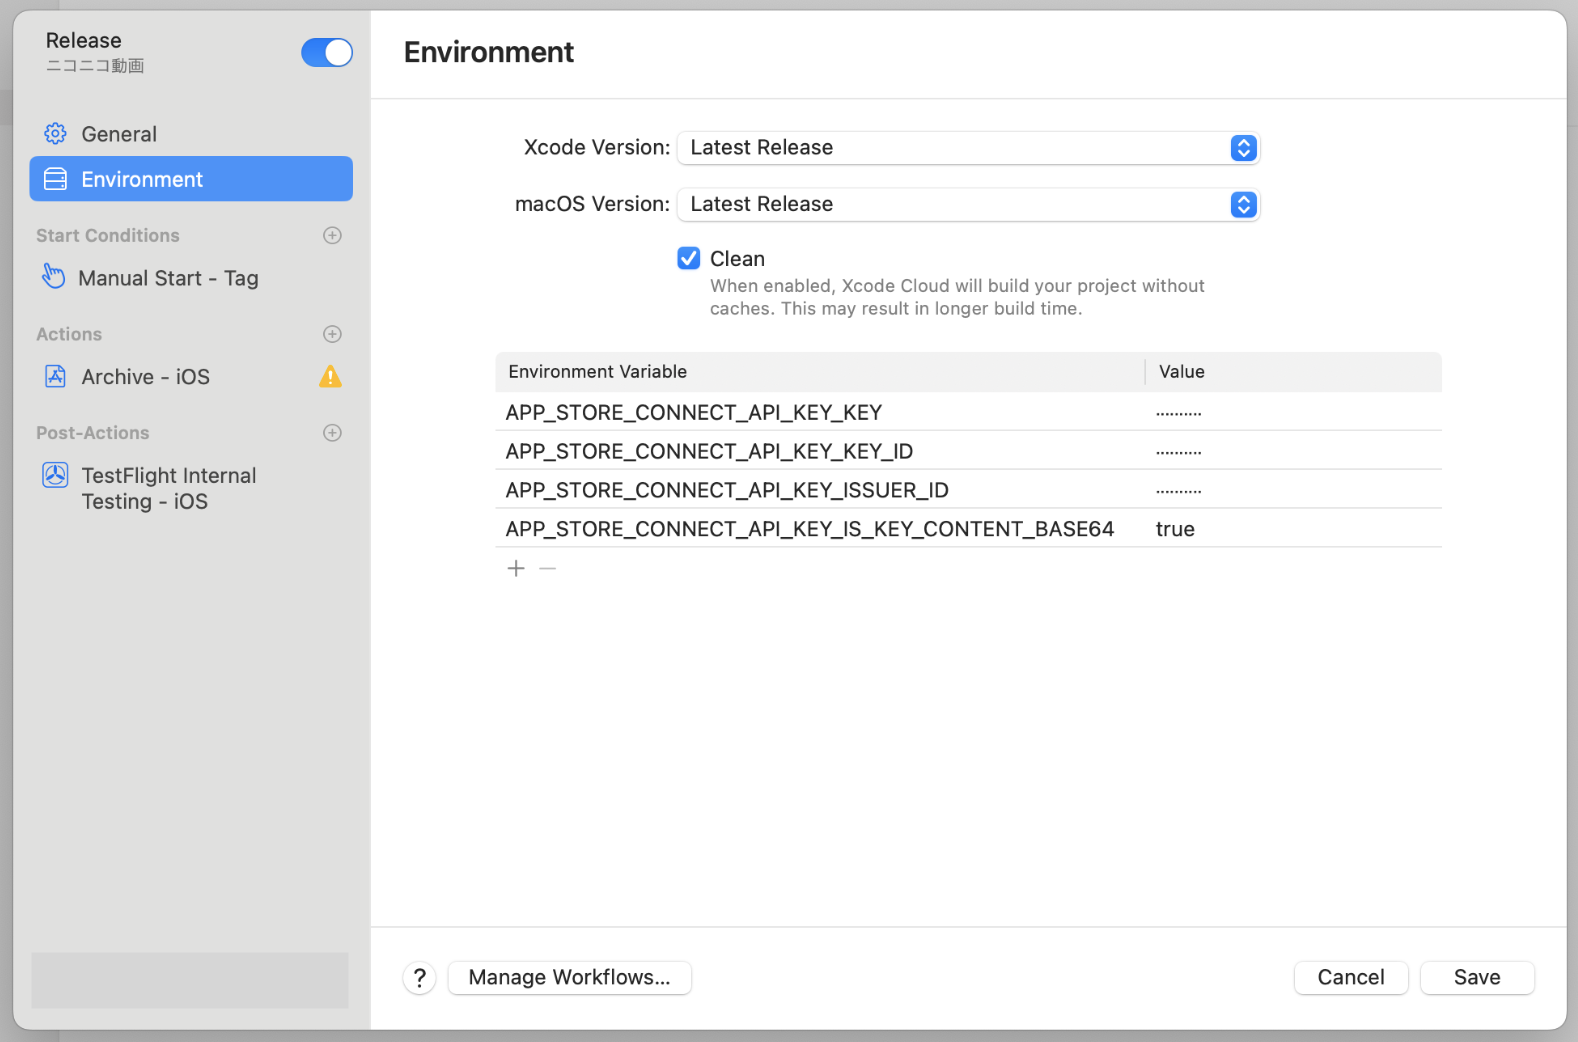 Release
ニコニコ動画
General
Environment
Start Conditions
Manual Start - Tag
Actions
Archive - iOS
Post-Actions
TestFlight Internal
Testing - iOS
Environment
Xcode Version: Latest Release
macOS Version: Latest Release
Clean
When enabled, Xcode Cloud will build your project without
caches. This may result in longer build time.
Environment Variable Value
APP_STORE_CONNECT_API_KEY_KEY ••••••••••
APP_STORE_CONNECT_API_KEY_KEY_ID ••••••••••
APP_STORE_CONNECT_API_KEY_ISSUER_ID ••••••••••
APP_STORE_CONNECT_API_KEY_IS_KEY_CONTENT_BASE64 true
? Manage Workflows... Cancel Save